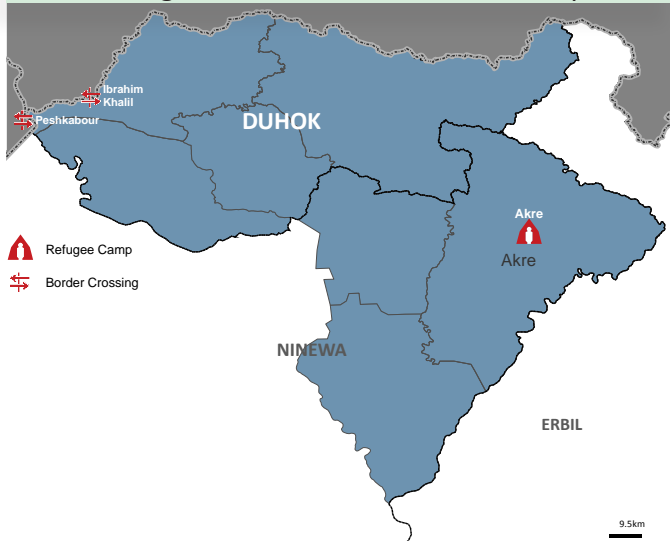 Ibrahim
Khalil
Peshkabour
DUHOK
Akre
Refugee Camp
Akre
Border Crossing
NINEWA
ERBIL
9.5km